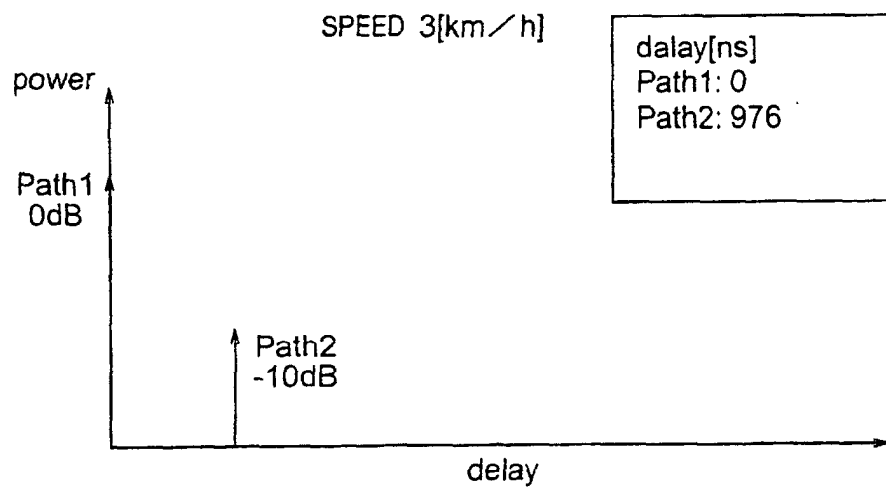 SPEED 3[km/h]
dalay[ns]
Path1: 0
Path2: 976
power
Path1
0dB
Path2
-10dB
delay